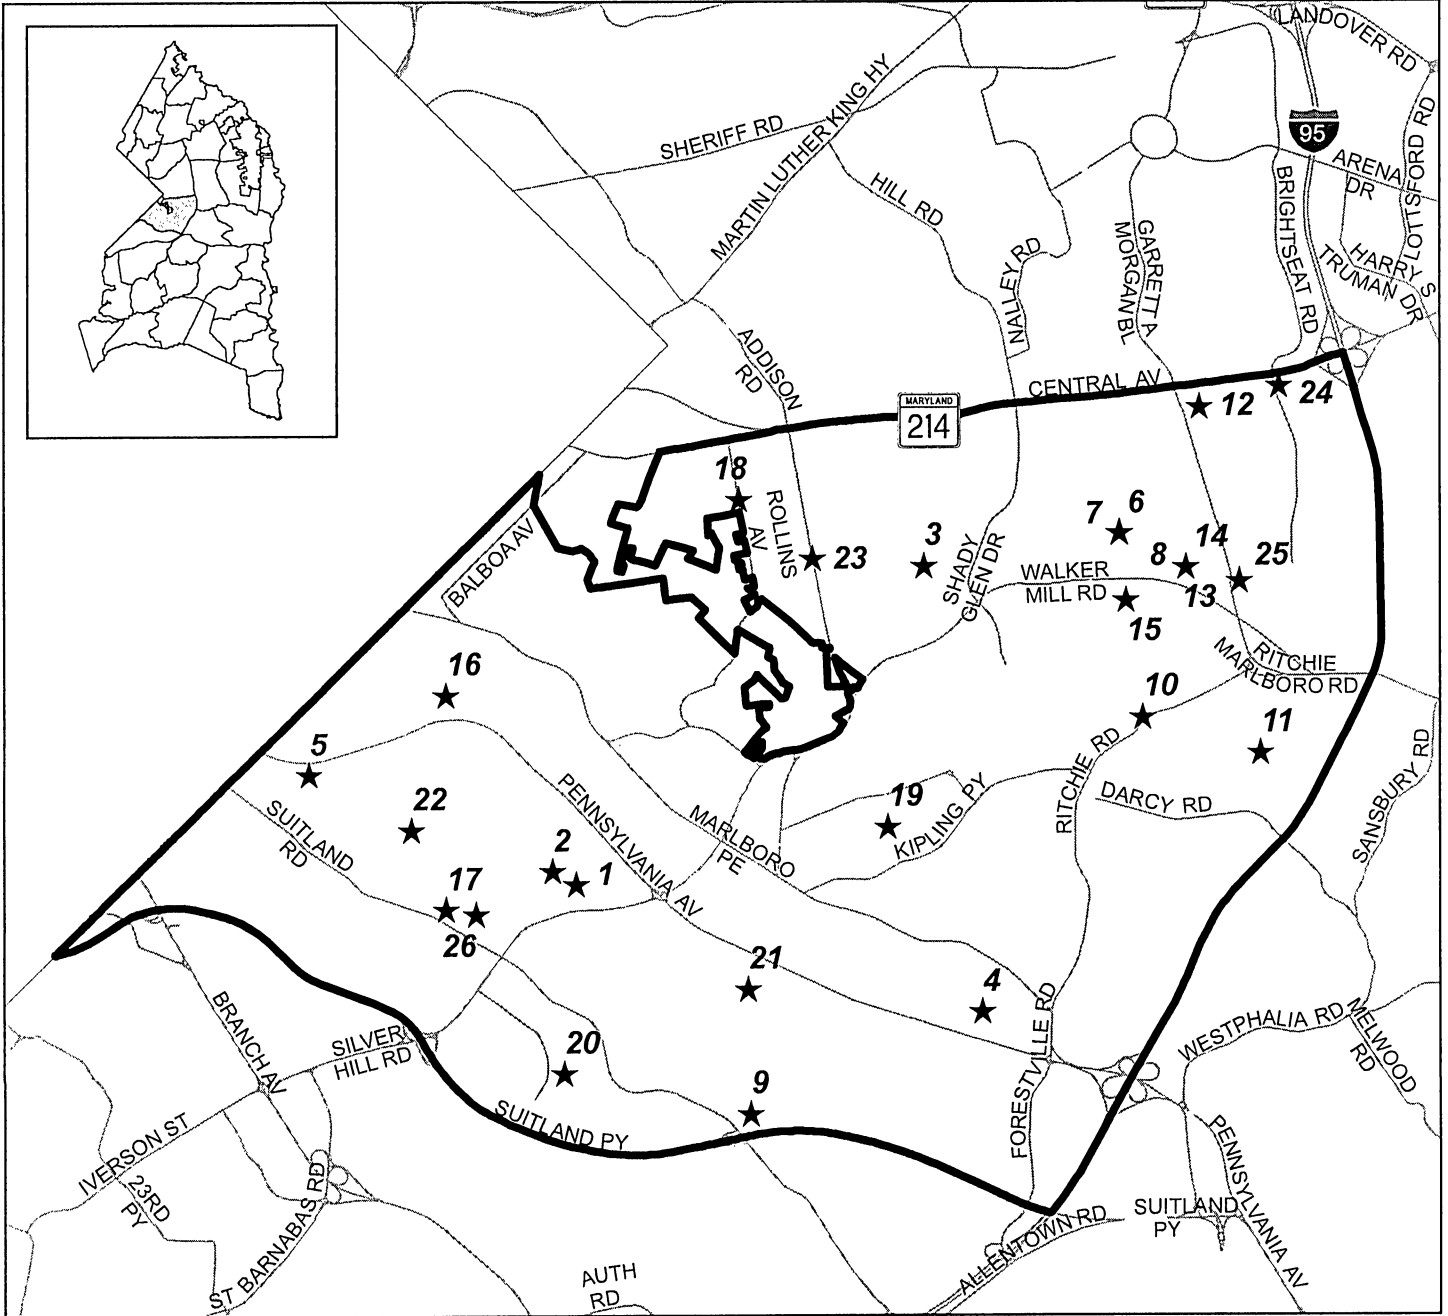 LANDOVER RD
MARTIN LUTHER KING HY
SHERIFF RD
95
LOTTSFORD RD
ARENA
DR
HILL RD
BRIGHTSEAT RD
GARRETT A
MORGAN BL
NALLEY RD
HARRY S
TRUMAN DR
ADDISON
RD
CENTRAL AV
MARYLAND
214
12
24
18
ROLLINS
AV
BALBOA AV
7
6
3
23
SHADY
GLEN DR
14
8
25
WALKER
MILL RD
13
15
RITCHIE
MARLBORO RD
16
10
11
5
RITCHIE RD
SANSBURY RD
22
SUITLAND
RD
PENNSYLVANIA AV
19
KIPLING PY
DARCY RD
MARLBORO
PE
2
1
17
26
21
4
BRANCH AV
SILVER
HILL RD
FORESTVILLE RD
WESTPHALIA RD
MELWOOD
RD
20
9
SUITLAND PY
IVERSON ST
23RD
PY
ST BARNABAS RD
PENNSYLVANIA AV
SUITLAND
PY
ALLENTOWN RD
AUTH
RD